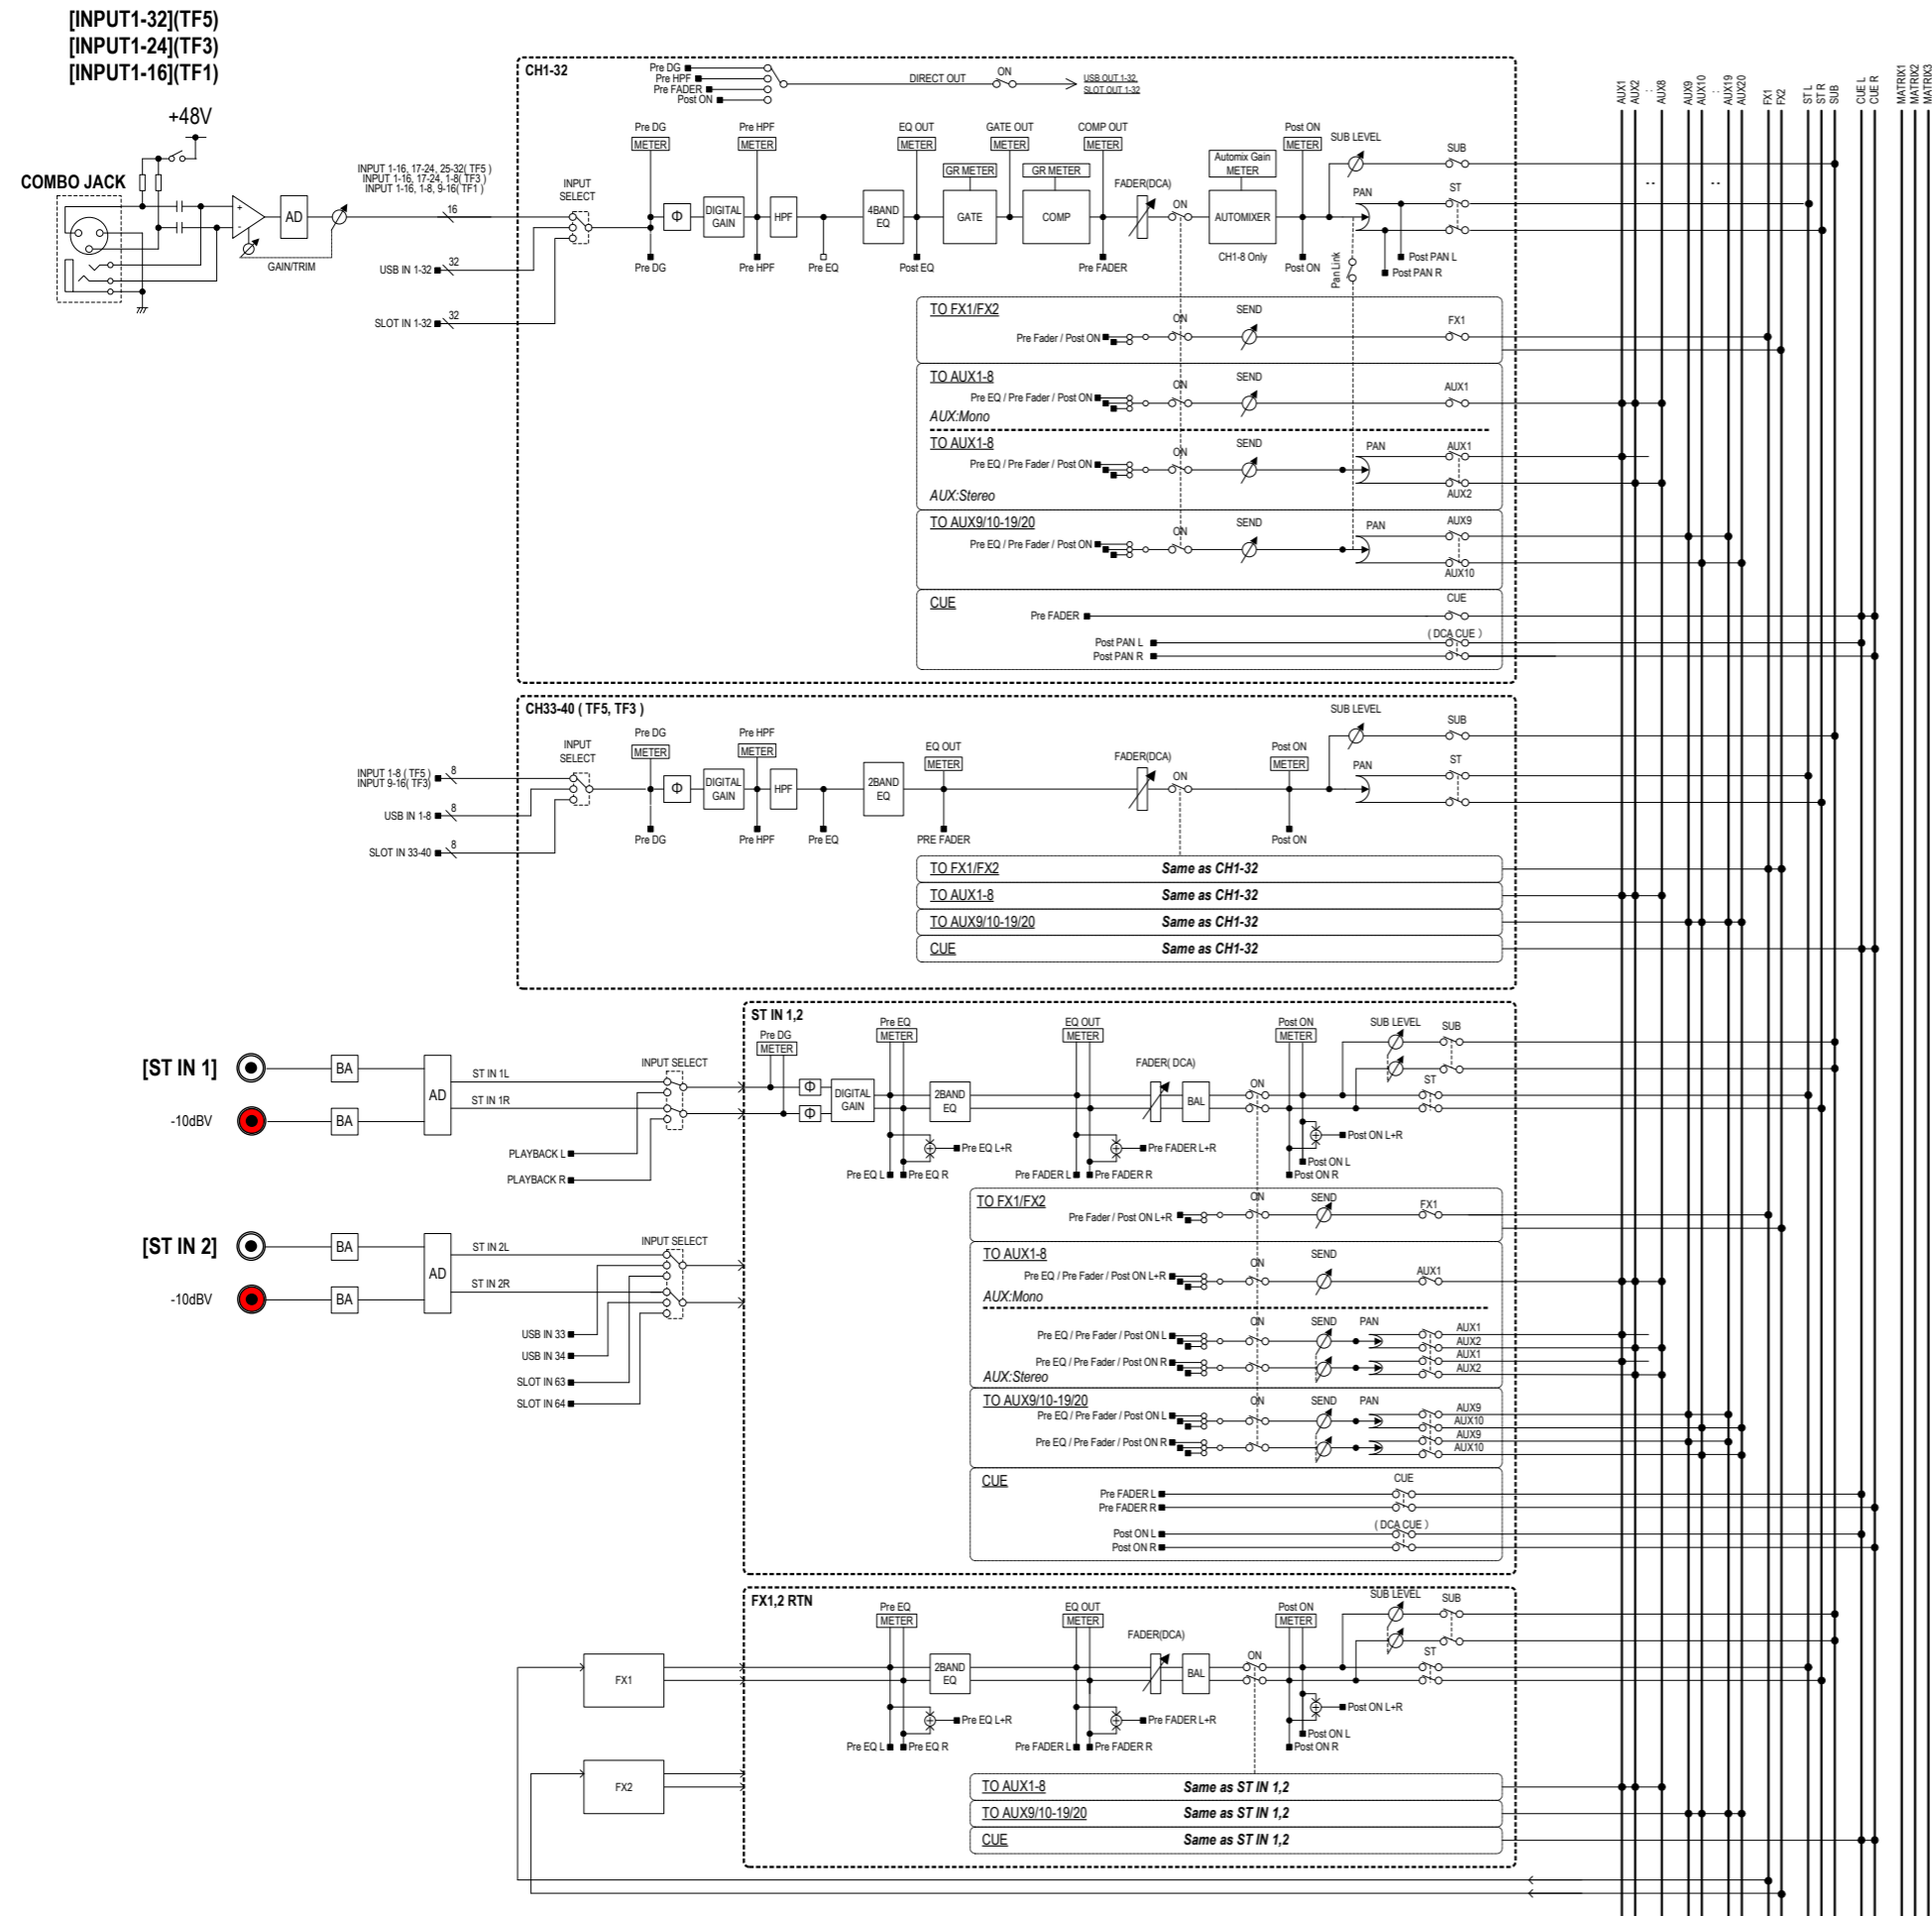 [INPUT1-32](TF5)
[INPUT1-24](TF3)
[INPUT1-16](TF1)
+48V
COMBO JACK
AD
GAIN/TRIM
INPUT 1-16, 17-24, 25-32( TF5 )
INPUT 1-16, 17-24, 1-8( TF3 )
INPUT 1-16, 1-8, 9-16( TF1 )
16
USB IN 1-32
32
SLOT IN 1-32
32
CH1-32
Pre DG
Pre HPF
Pre FADER
Post ON
DIRECT OUT
ON
USB OUT 1-32
SLOT OUT 1-32
INPUT
SELECT
Pre DG
METER
Pre HPF
METER
EQ OUT
METER
GATE OUT
METER
COMP OUT
METER
Post ON
METER
SUB LEVEL
SUB
GR METER
GR METER
FADER(DCA)
Automix Gain
METER
PAN
ST
Φ
DIGITAL
GAIN
HPF
4BAND
EQ
GATE
COMP
ON
AUTOMIXER
CH1-8 Only
Pre DG
Pre HPF
Pre EQ
Post EQ
Pre FADER
Post ON
Pan Link
Post PAN L
Post PAN R
TO FX1/FX2
Pre Fader / Post ON
ON
SEND
FX1
TO AUX1-8
Pre EQ / Pre Fader / Post ON
AUX:Mono
ON
SEND
AUX1
TO AUX1-8
Pre EQ / Pre Fader / Post ON
AUX:Stereo
ON
SEND
PAN
AUX1
AUX2
TO AUX9/10-19/20
Pre EQ / Pre Fader / Post ON
ON
SEND
PAN
AUX9
AUX10
CUE
Pre FADER
CUE
Post PAN L
Post PAN R
( DCA CUE )
AUX1
AUX2
AUX8
AUX9
AUX10
AUX19
AUX20
FX1
FX2
ST L
ST R
SUB
CUE L
CUE R
MATRIX1
MATRIX2
MATRIX3
CH33-40 ( TF5, TF3 )
INPUT 1-8 ( TF5 )
INPUT 9-16( TF3)
8
USB IN 1-8
8
SLOT IN 33-40
8
INPUT
SELECT
Pre DG
METER
Pre HPF
METER
EQ OUT
METER
FADER(DCA)
ON
Post ON
METER
SUB LEVEL
SUB
PAN
ST
Φ
DIGITAL
GAIN
HPF
2BAND
EQ
Pre DG
Pre HPF
Pre EQ
PRE FADER
Post ON
TO FX1/FX2 Same as CH1-32
TO AUX1-8 Same as CH1-32
TO AUX9/10-19/20 Same as CH1-32
CUE Same as CH1-32
[ST IN 1]
-10dBV
BA
BA
AD
ST IN 1L
ST IN 1R
INPUT SELECT
PLAYBACK L
PLAYBACK R
[ST IN 2]
-10dBV
BA
BA
AD
ST IN 2L
ST IN 2R
INPUT SELECT
USB IN 33
USB IN 34
SLOT IN 63
SLOT IN 64
ST IN 1,2
Pre DG
METER
Pre EQ
METER
EQ OUT
METER
FADER( DCA)
Post ON
METER
SUB LEVEL
SUB
ST
Φ
Φ
DIGITAL
GAIN
2BAND
EQ
BAL
ON
Pre EQ L+R
Pre EQ L
Pre EQ R
Pre FADER L+R
Pre FADER L
Pre FADER R
Post ON L+R
Post ON L
Post ON R
TO FX1/FX2
Pre Fader / Post ON L+R
ON
SEND
FX1
TO AUX1-8
Pre EQ / Pre Fader / Post ON L+R
AUX:Mono
ON
SEND
AUX1
Pre EQ / Pre Fader / Post ON L
Pre EQ / Pre Fader / Post ON R
AUX:Stereo
ON
SEND
PAN
AUX1
AUX2
AUX1
AUX2
TO AUX9/10-19/20
Pre EQ / Pre Fader / Post ON L
Pre EQ / Pre Fader / Post ON R
ON
SEND
PAN
AUX9
AUX10
AUX9
AUX10
CUE
Pre FADER L
Pre FADER R
CUE
Post ON L
Post ON R
( DCA CUE )
FX1,2 RTN
FX1
FX2
Pre EQ
METER
EQ OUT
METER
FADER(DCA)
Post ON
METER
SUB LEVEL
SUB
ST
2BAND
EQ
BAL
ON
Pre EQ L+R
Pre EQ L
Pre EQ R
Pre FADER L+R
Pre FADER L
Pre FADER R
Post ON L+R
Post ON L
Post ON R
TO AUX1-8 Same as ST IN 1,2
TO AUX9/10-19/20 Same as ST IN 1,2
CUE Same as ST IN 1,2